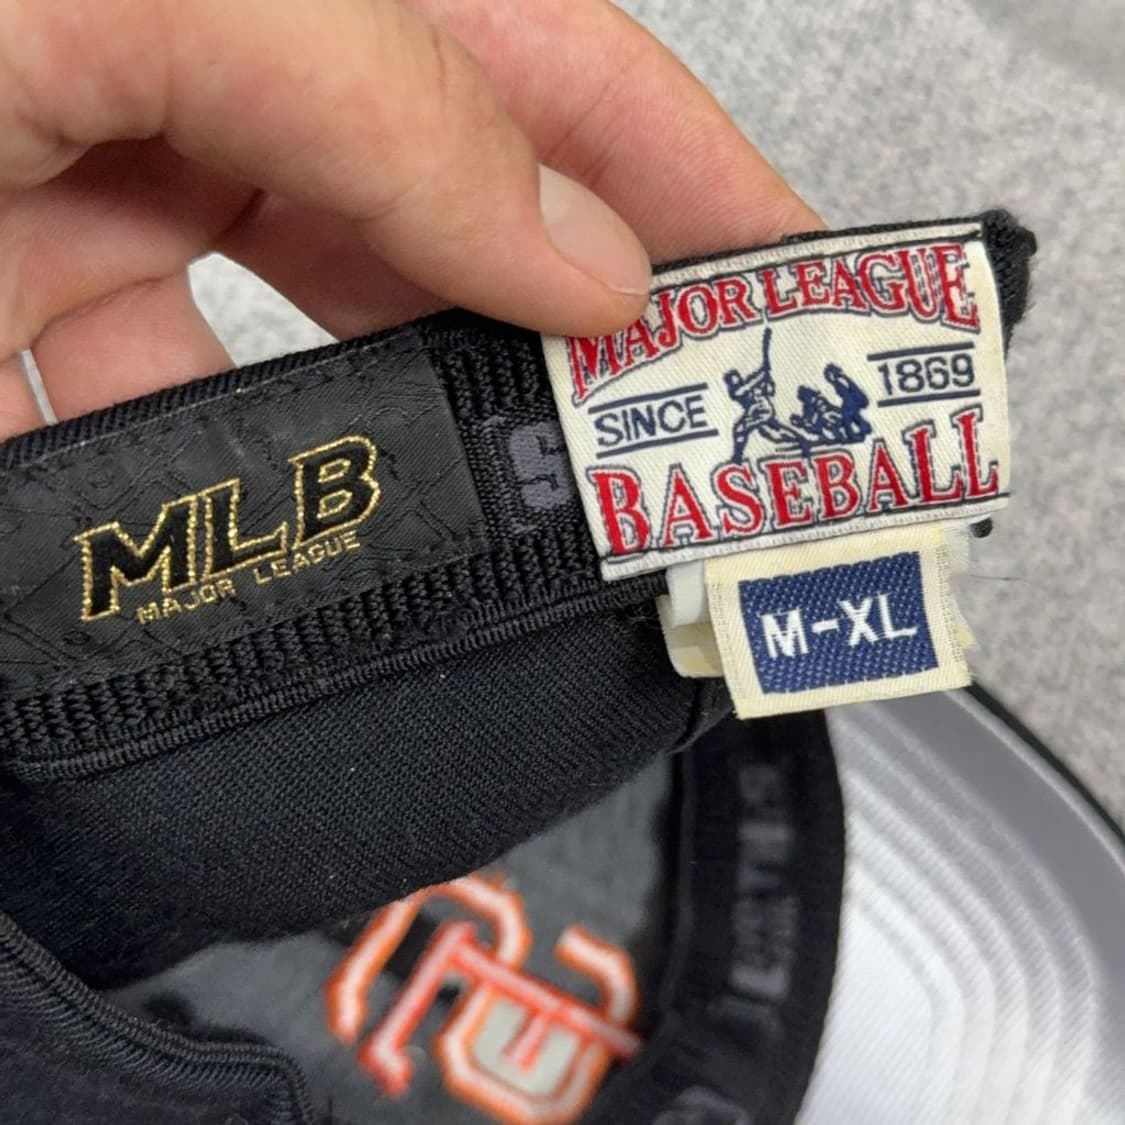 MAJOR LEAGUE
SINCE 1869
BASEBALL
M-XL
MLB
MAJOR LEAGUE